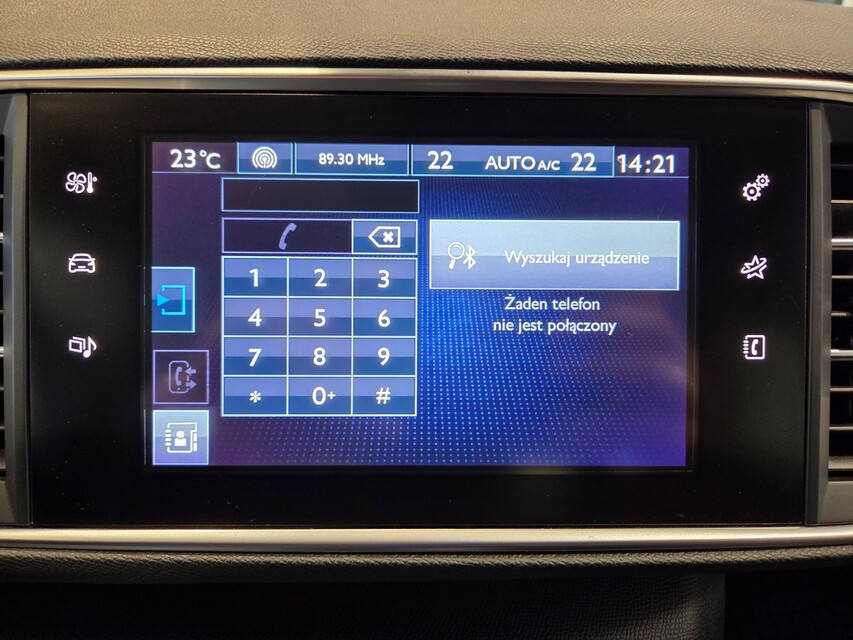 23°C
89.30 MHz
22 AUTO A/C 22
14:21
Wyszukaj urządzenie
Żaden telefon
nie jest połączony
1 2 3
4 5 6
7 8 9
* 0+ #